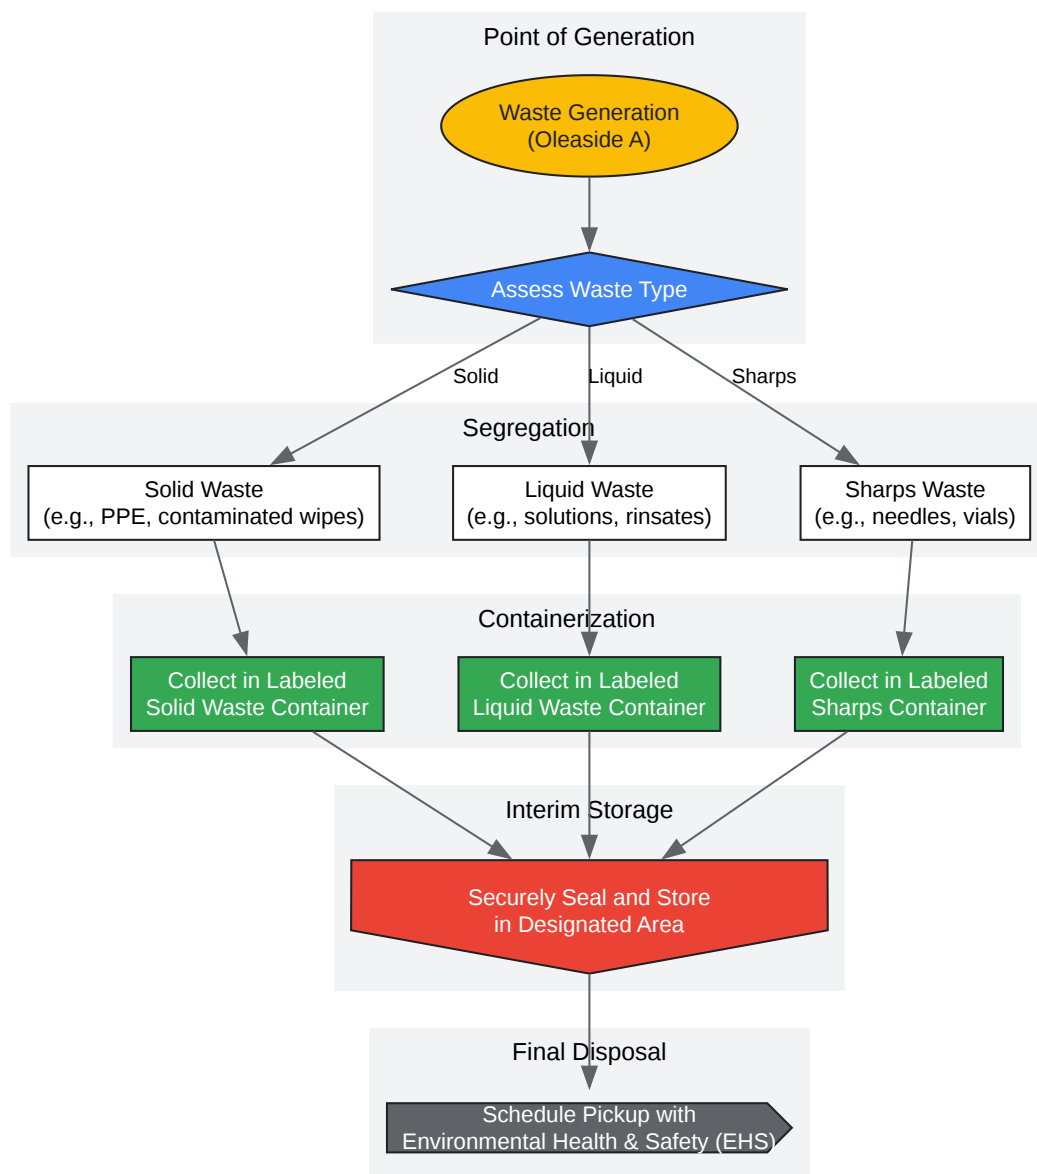 Point of Generation
Waste Generation
(Oleaside A)
Assess Waste Type
Solid
Liquid
Sharps
Segregation
Solid Waste
(e.g., PPE, contaminated wipes)
Liquid Waste
(e.g., solutions, rinsates)
Sharps Waste
(e.g., needles, vials)
Containerization
Collect in Labeled
Solid Waste Container
Collect in Labeled
Liquid Waste Container
Collect in Labeled
Sharps Container
Interim Storage
Securely Seal and Store
in Designated Area
Final Disposal
Schedule Pickup with
Environmental Health & Safety (EHS)